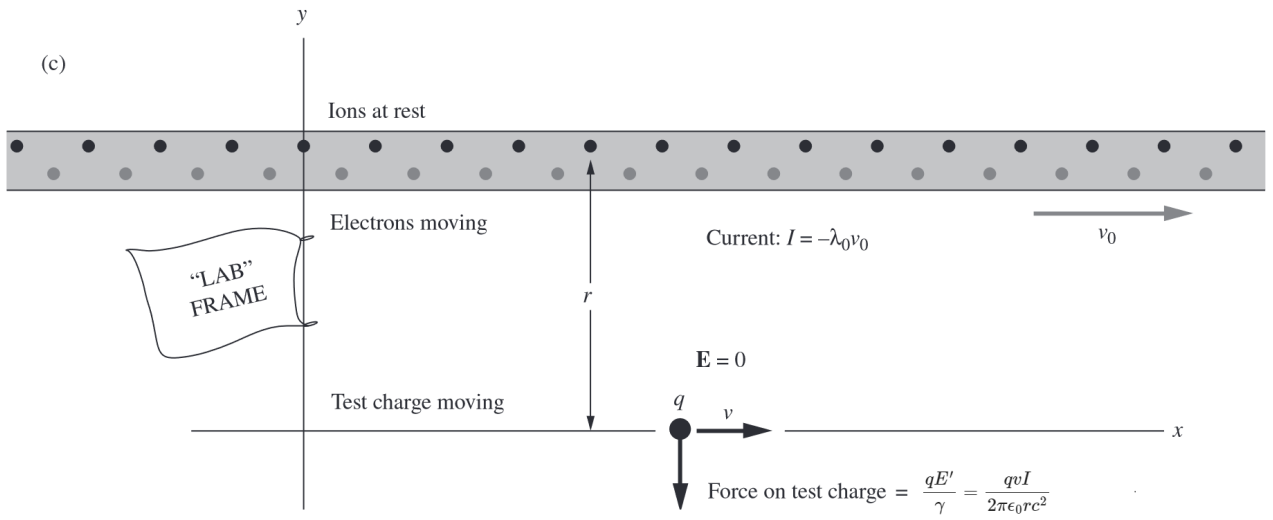 y
(c)
Ions at rest
Electrons moving
Current: I = –λ₀v₀
v₀
“LAB”
FRAME
r
E = 0
Test charge moving
q
v
x
Force on test charge = qE′/γ = qvI/2πϵ₀rc²